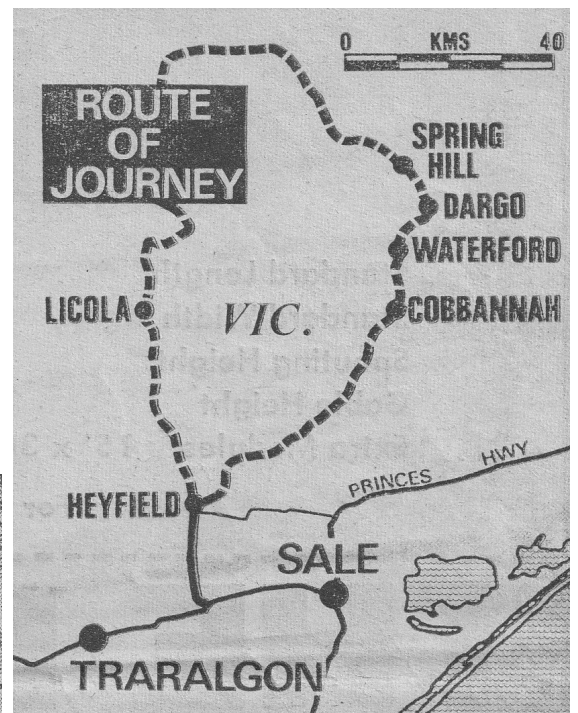 0 KMS 40
ROUTE
OF
JOURNEY
SPRING
HILL
DARGO
WATERFORD
LICOLA
VIC.
COBBANNAH
HEYFIELD
PRINCES HWY
SALE
TRARALGON